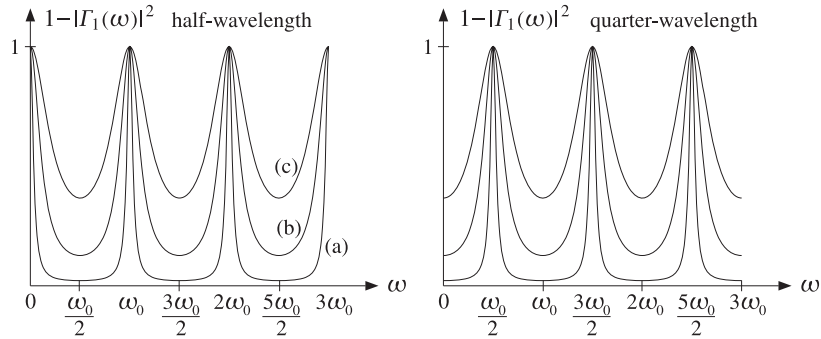 1−|Γ₁(ω)|² half-wavelength
1
(c)
(b)
(a)
0 ω₀/2 ω₀ 3ω₀/2 2ω₀ 5ω₀/2 3ω₀ ω
1−|Γ₁(ω)|² quarter-wavelength
1
0 ω₀/2 ω₀ 3ω₀/2 2ω₀ 5ω₀/2 3ω₀ ω